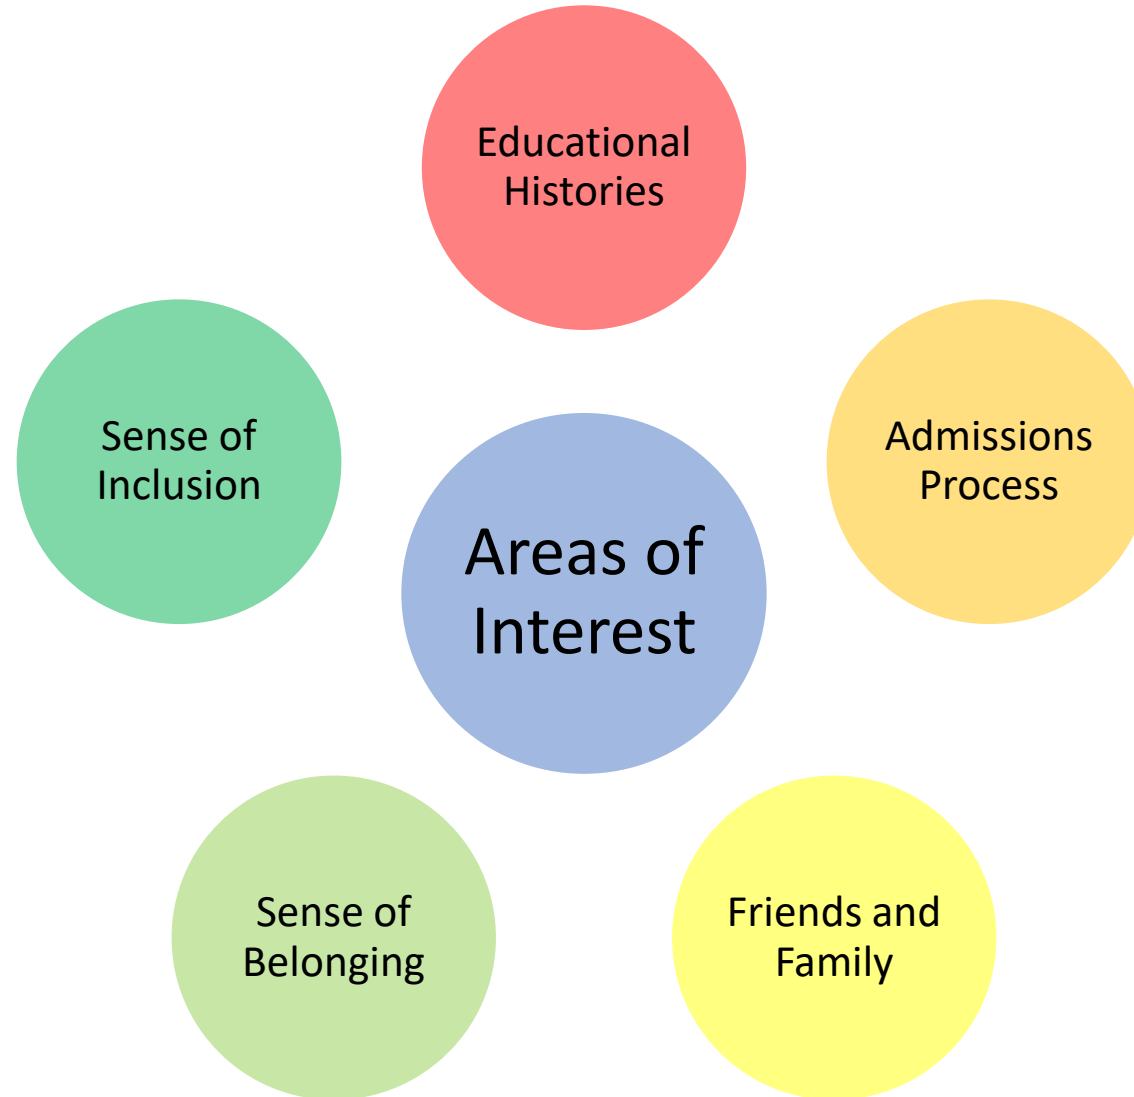 Educational
Histories
Sense of
Inclusion
Admissions
Process
Areas of
Interest
Sense of
Belonging
Friends and
Family